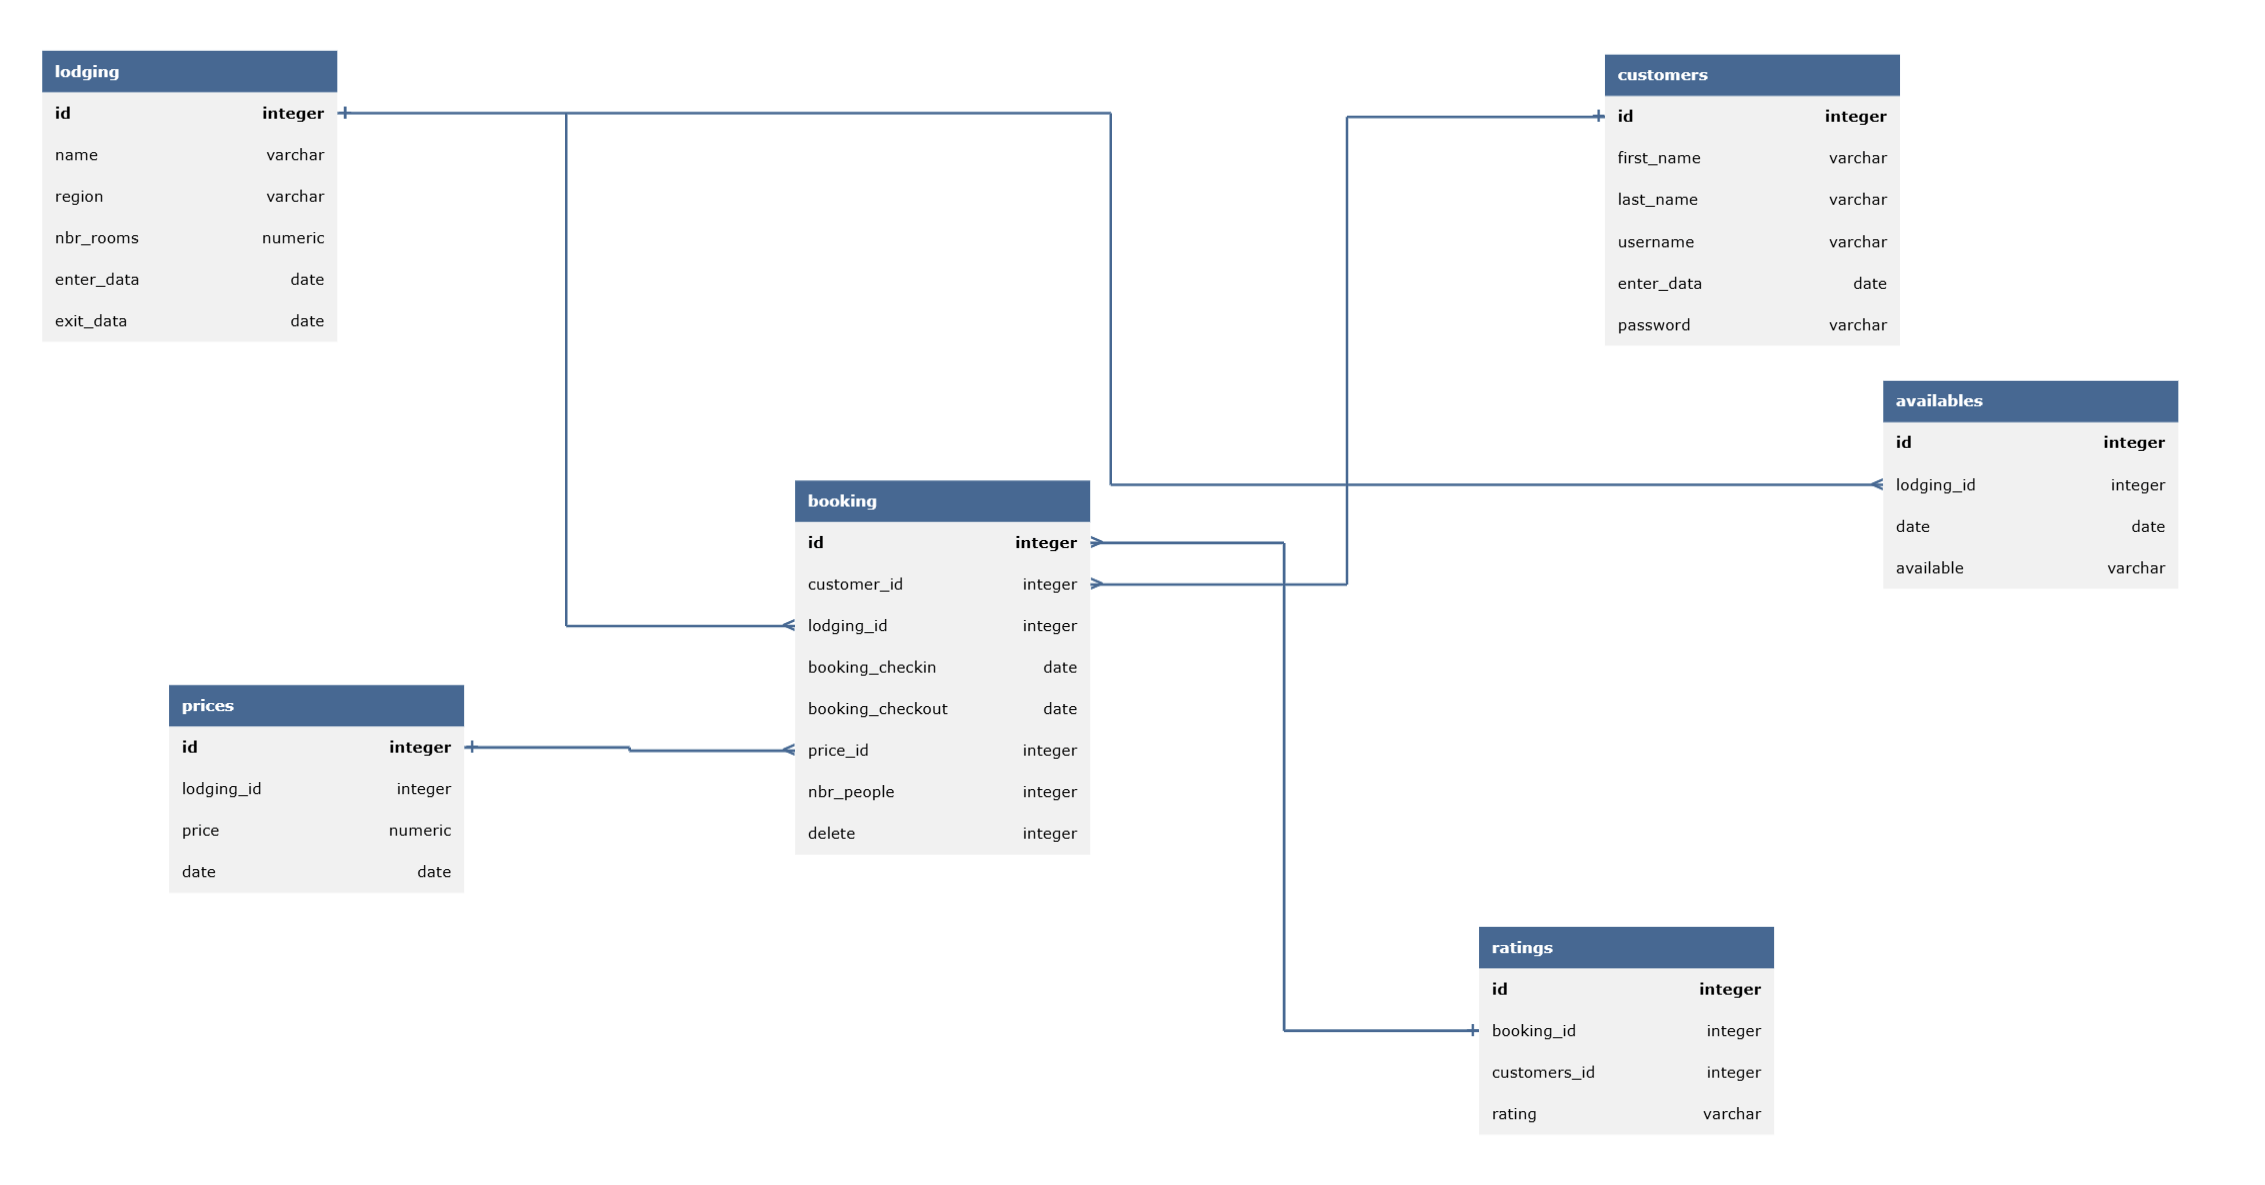 lodging
id integer
name varchar
region varchar
nbr_rooms numeric
enter_data date
exit_data date
customers
id integer
first_name varchar
last_name varchar
username varchar
enter_data date
password varchar
availables
id integer
lodging_id integer
date date
available varchar
booking
id integer
customer_id integer
lodging_id integer
booking_checkin date
booking_checkout date
price_id integer
nbr_people integer
delete integer
prices
id integer
lodging_id integer
price numeric
date date
ratings
id integer
booking_id integer
customers_id integer
rating varchar